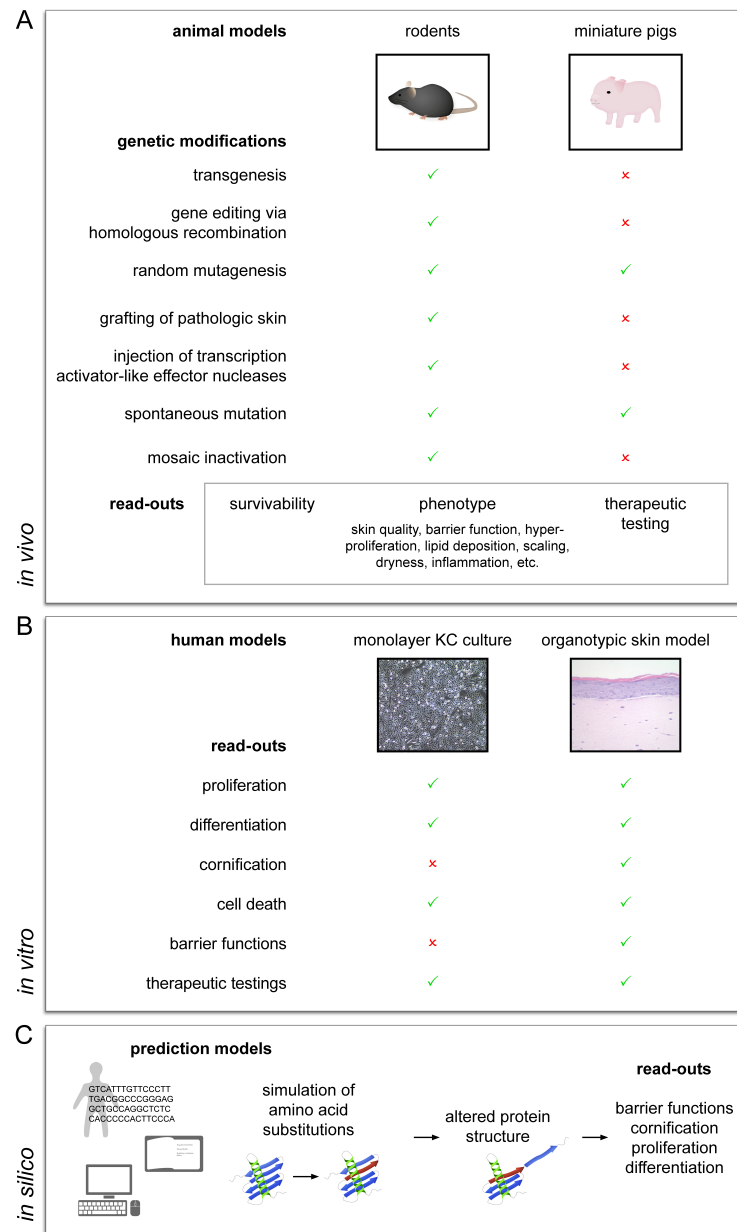 A
animal models
rodents
miniature pigs
genetic modifications
transgenesis
✓
×
gene editing via
homologous recombination
✓
×
random mutagenesis
✓
✓
grafting of pathologic skin
✓
×
injection of transcription
activator-like effector nucleases
✓
×
spontaneous mutation
✓
✓
mosaic inactivation
✓
×
read-outs
survivability
phenotype
skin quality, barrier function, hyper-
proliferation, lipid deposition, scaling,
dryness, inflammation, etc.
therapeutic
testing
in vivo
B
human models
monolayer KC culture
organotypic skin model
read-outs
proliferation
✓
✓
differentiation
✓
✓
cornification
×
✓
cell death
✓
✓
barrier functions
×
✓
therapeutic testings
✓
✓
in vitro
C
prediction models
GTCATTTGTTCCCTT
TGACGGCCCGGGAG
GCTGCCAGGCTCTC
CACCCCCACTTCCCA
simulation of
amino acid
substitutions
altered protein
structure
read-outs
barrier functions
cornification
proliferation
differentiation
in silico